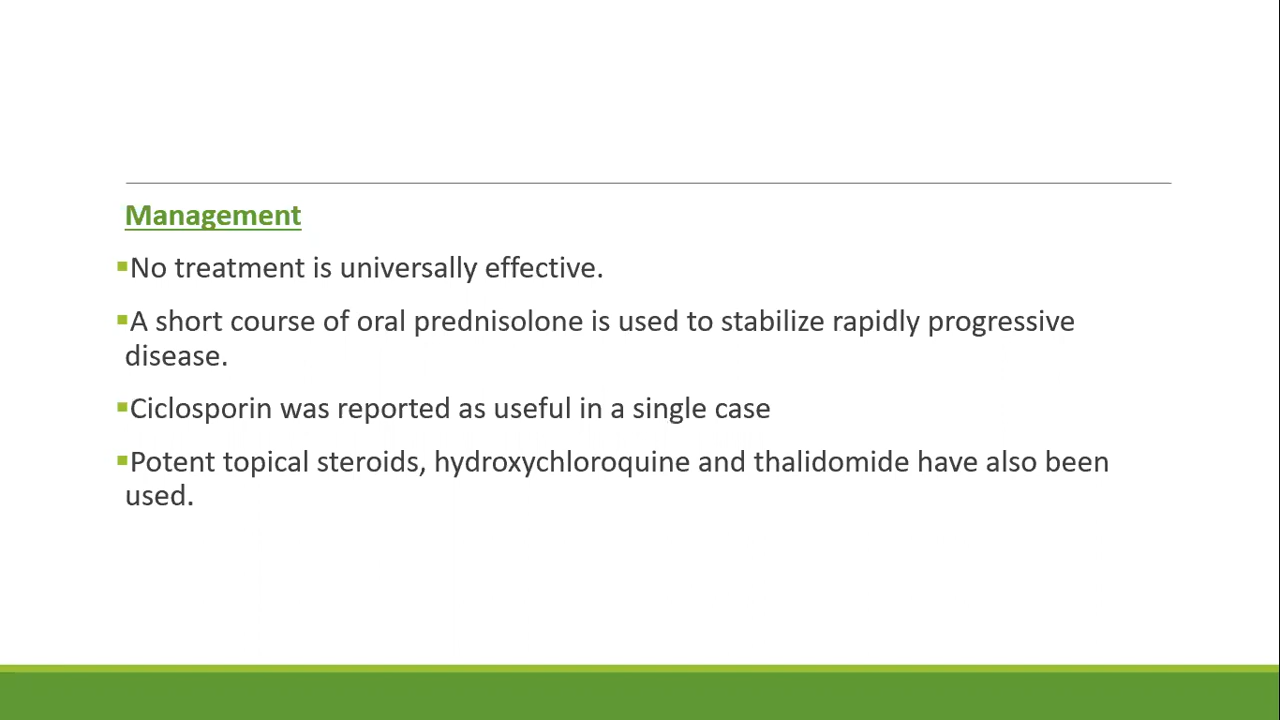 Management
▪No treatment is universally effective.
▪A short course of oral prednisolone is used to stabilize rapidly progressive
disease.
▪Ciclosporin was reported as useful in a single case
▪Potent topical steroids, hydroxychloroquine and thalidomide have also been
used.